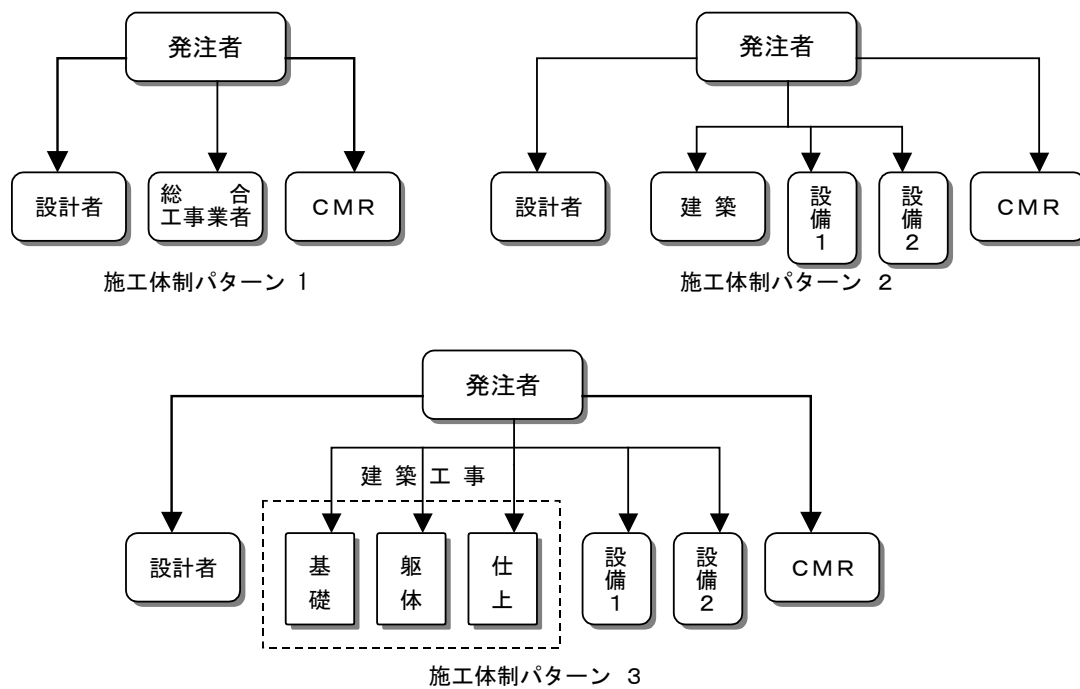 発注者
設計者
総　合
工事業者
CMR
施工体制パターン 1
発注者
設計者
建 築
設備1
設備2
CMR
施工体制パターン 2
発注者
建 築 工 事
設計者
基礎
躯体
仕上
設備1
設備2
CMR
施工体制パターン 3